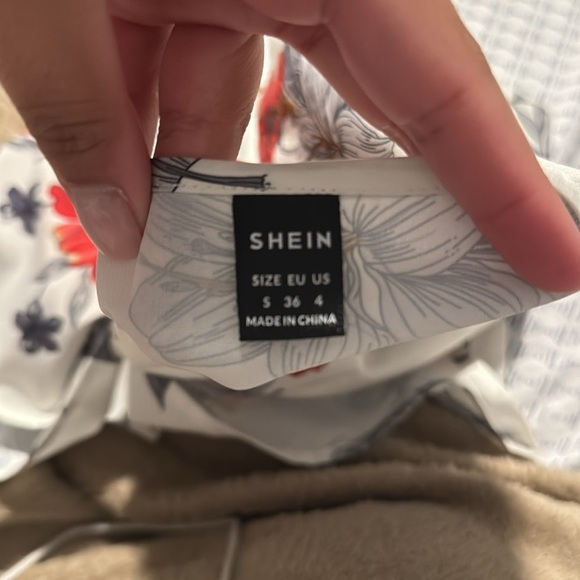 SHEIN
SIZE EU US
S 36 4
MADE IN CHINA